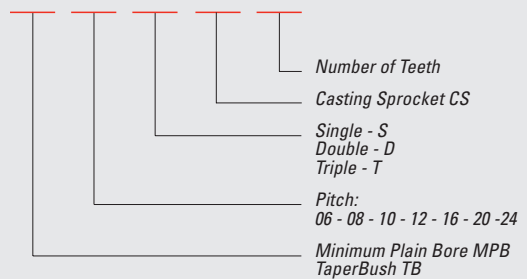 Number of Teeth
Casting Sprocket CS
Single - S
Double - D
Triple - T
Pitch:
06 - 08 - 10 - 12 - 16 - 20 -24
Minimum Plain Bore MPB
TaperBush TB